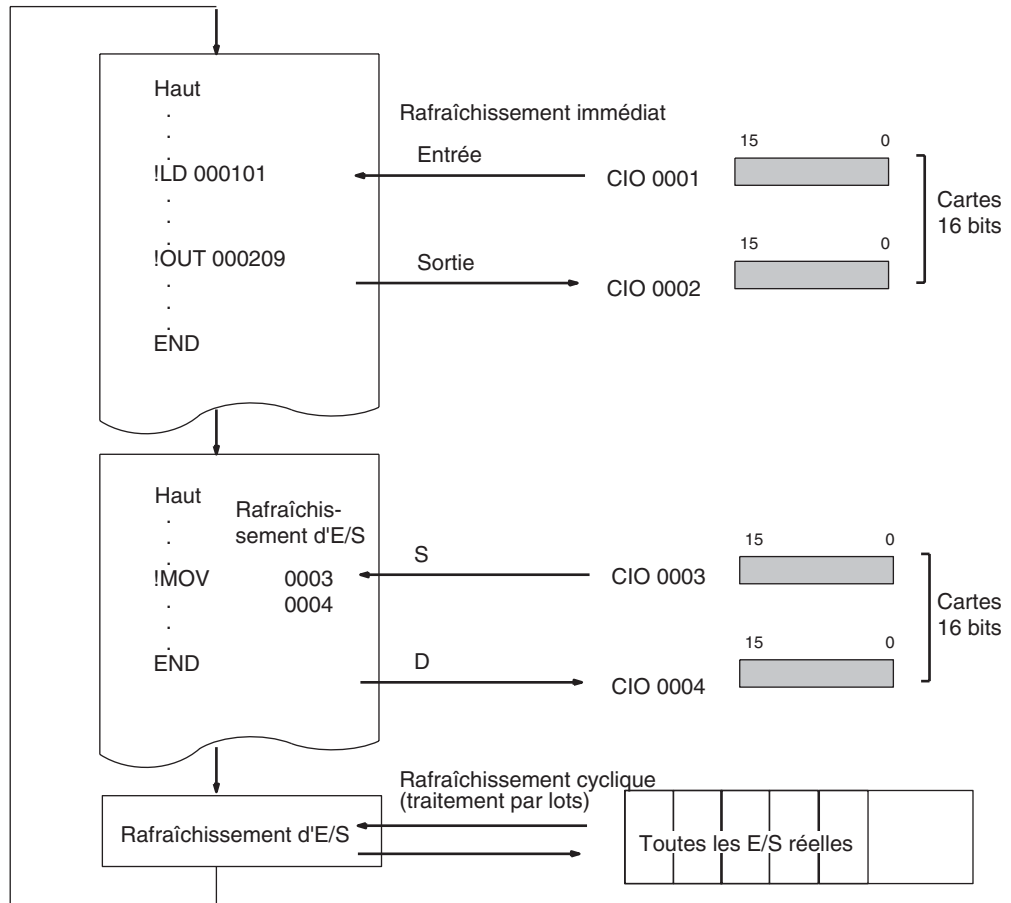 Haut
Rafraîchissement immédiat
15 0
Entrée
!LD 000101
CIO 0001
Cartes
16 bits
15 0
!OUT 000209
Sortie
CIO 0002
END
Haut
Rafraîchis-
sement d'E/S
15 0
S
!MOV 0003
CIO 0003
0004
Cartes
16 bits
15 0
END
D
CIO 0004
Rafraîchissement cyclique
(traitement par lots)
Rafraîchissement d'E/S
Toutes les E/S réelles